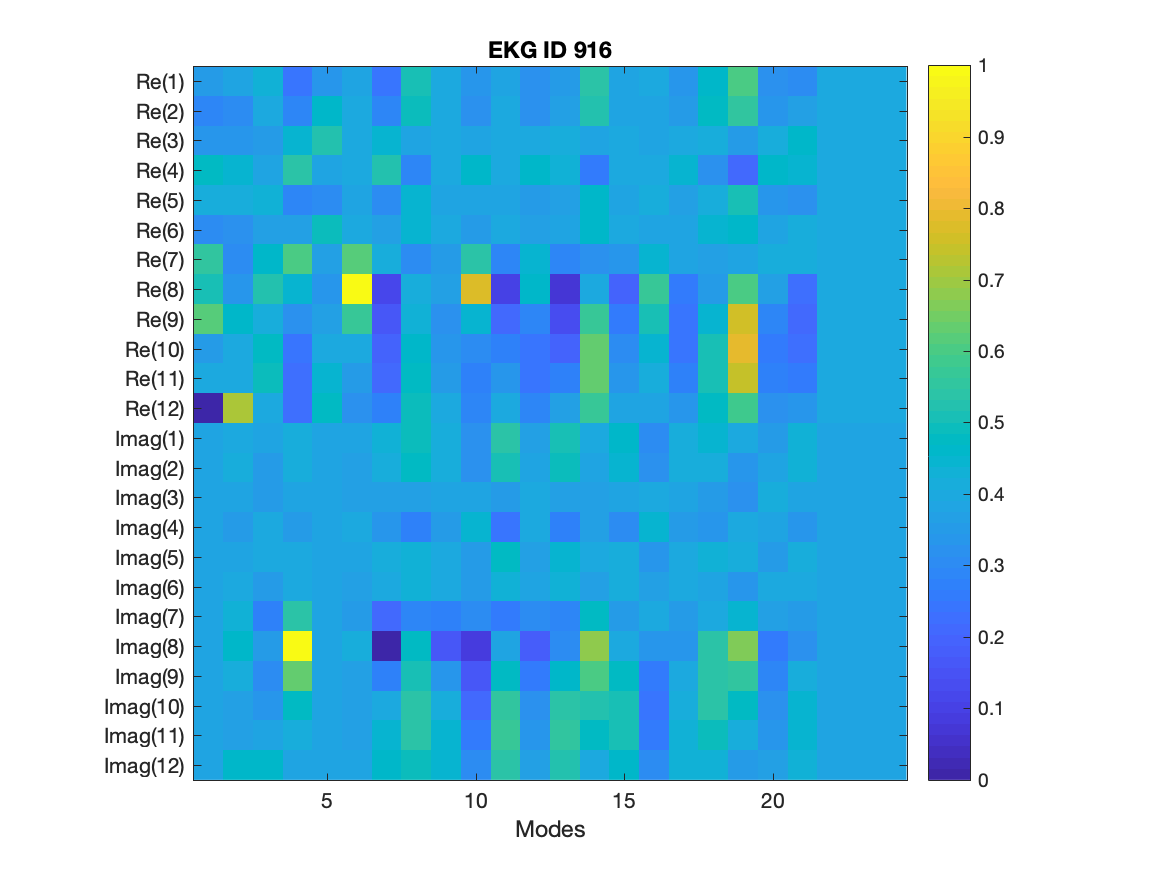 EKG ID 916
Re(1)
Re(2)
Re(3)
Re(4)
Re(5)
Re(6)
Re(7)
Re(8)
Re(9)
Re(10)
Re(11)
Re(12)
Imag(1)
Imag(2)
Imag(3)
Imag(4)
Imag(5)
Imag(6)
Imag(7)
Imag(8)
Imag(9)
Imag(10)
Imag(11)
Imag(12)
5 10 15 20
Modes
1
0.9
0.8
0.7
0.6
0.5
0.4
0.3
0.2
0.1
0